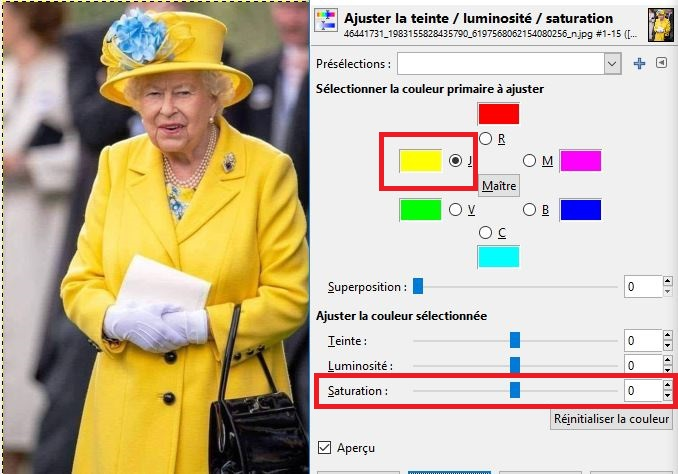 Ajuster la teinte / luminosité / saturation
46441731_1983155828435790_6197568062154080256_n.jpg #1-15 ([...
Présélections :
Sélectionner la couleur primaire à ajuster
R
J M
Maître
V B
C
Superposition : 0
Ajuster la couleur sélectionnée
Teinte : 0
Luminosité : 0
Saturation : 0
Réinitialiser la couleur
Aperçu